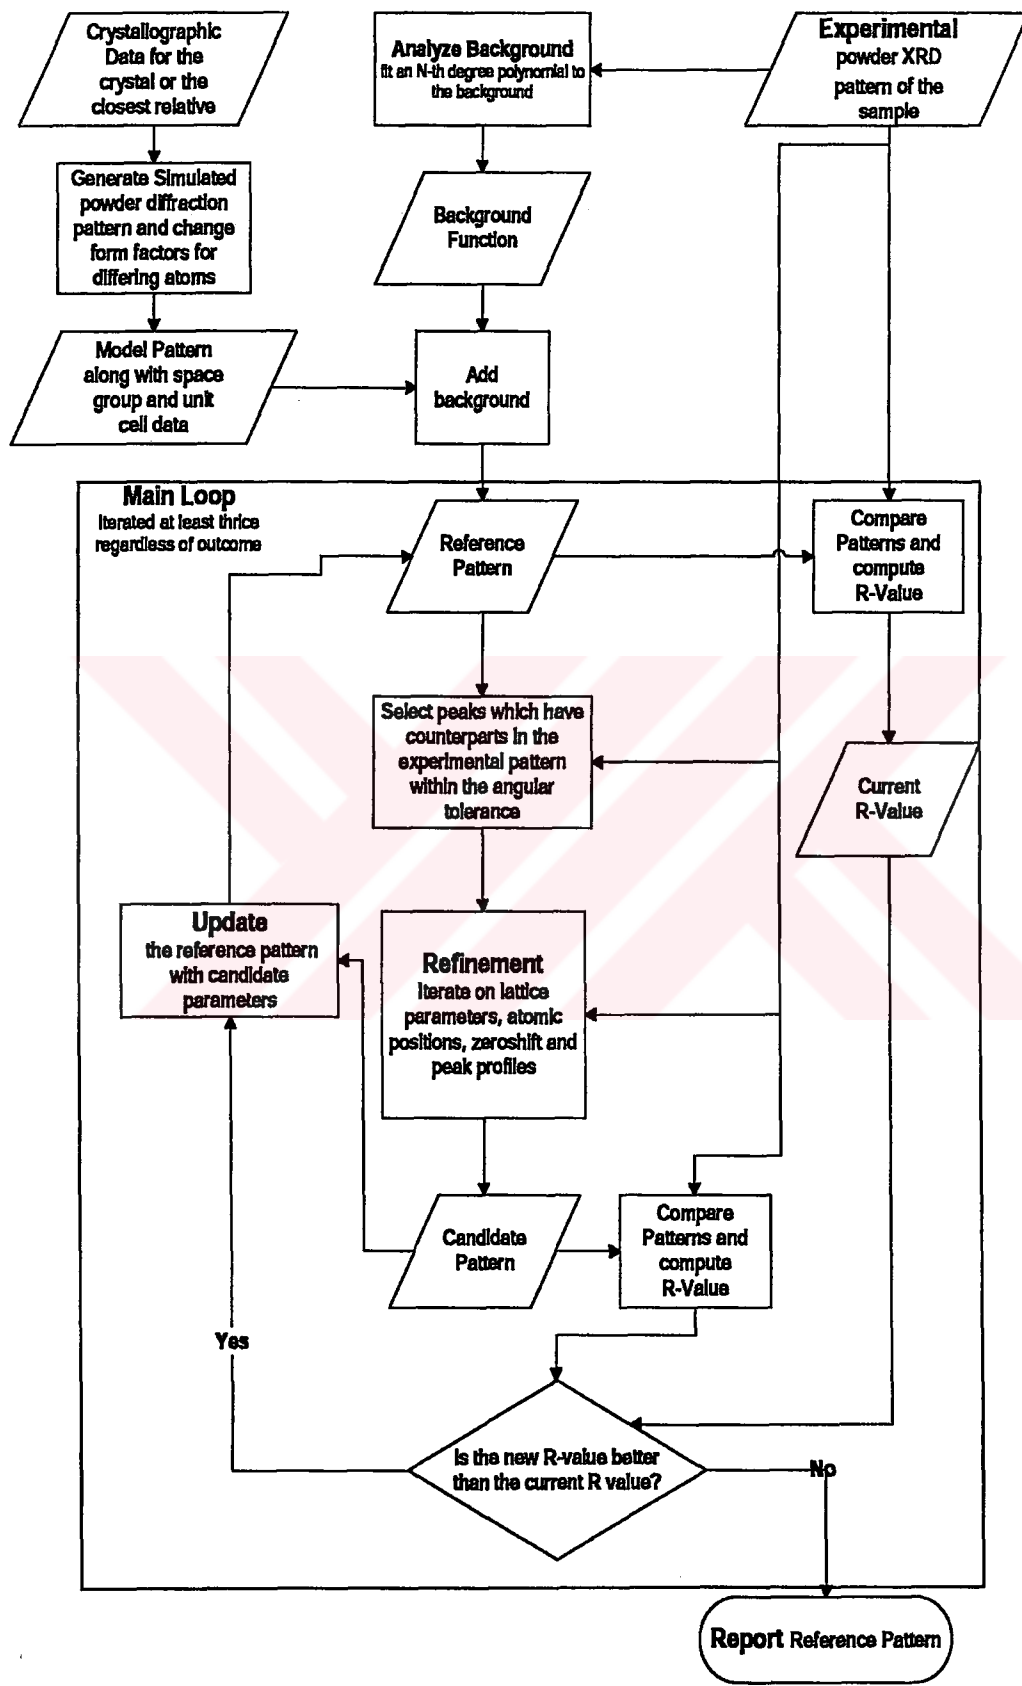 Crystallographic
Data for the
crystal or the
closest relative
Analyze Background
fit an N-th degree polynomial to
the background
Experimental
powder XRD
pattern of the
sample
Generate Simulated
powder diffraction
pattern and change
form factors for
differing atoms
Background
Function
Model Pattern
along with space
group and unit
cell data
Add
background
Main Loop
Iterated at least thrice
regardless of outcome
Reference
Pattern
Compare
Patterns and
compute
R-Value
Select peaks which have
counterparts in the
experimental pattern
within the angular
tolerance
Current
R-Value
Update
the reference pattern
with candidate
parameters
Refinement
Iterate on lattice
parameters, atomic
positions, zeroshift and
peak profiles
Candidate
Pattern
Compare
Patterns and
compute
R-Value
Yes
Is the new R-value better
than the current R value?
No
Report Reference Pattern